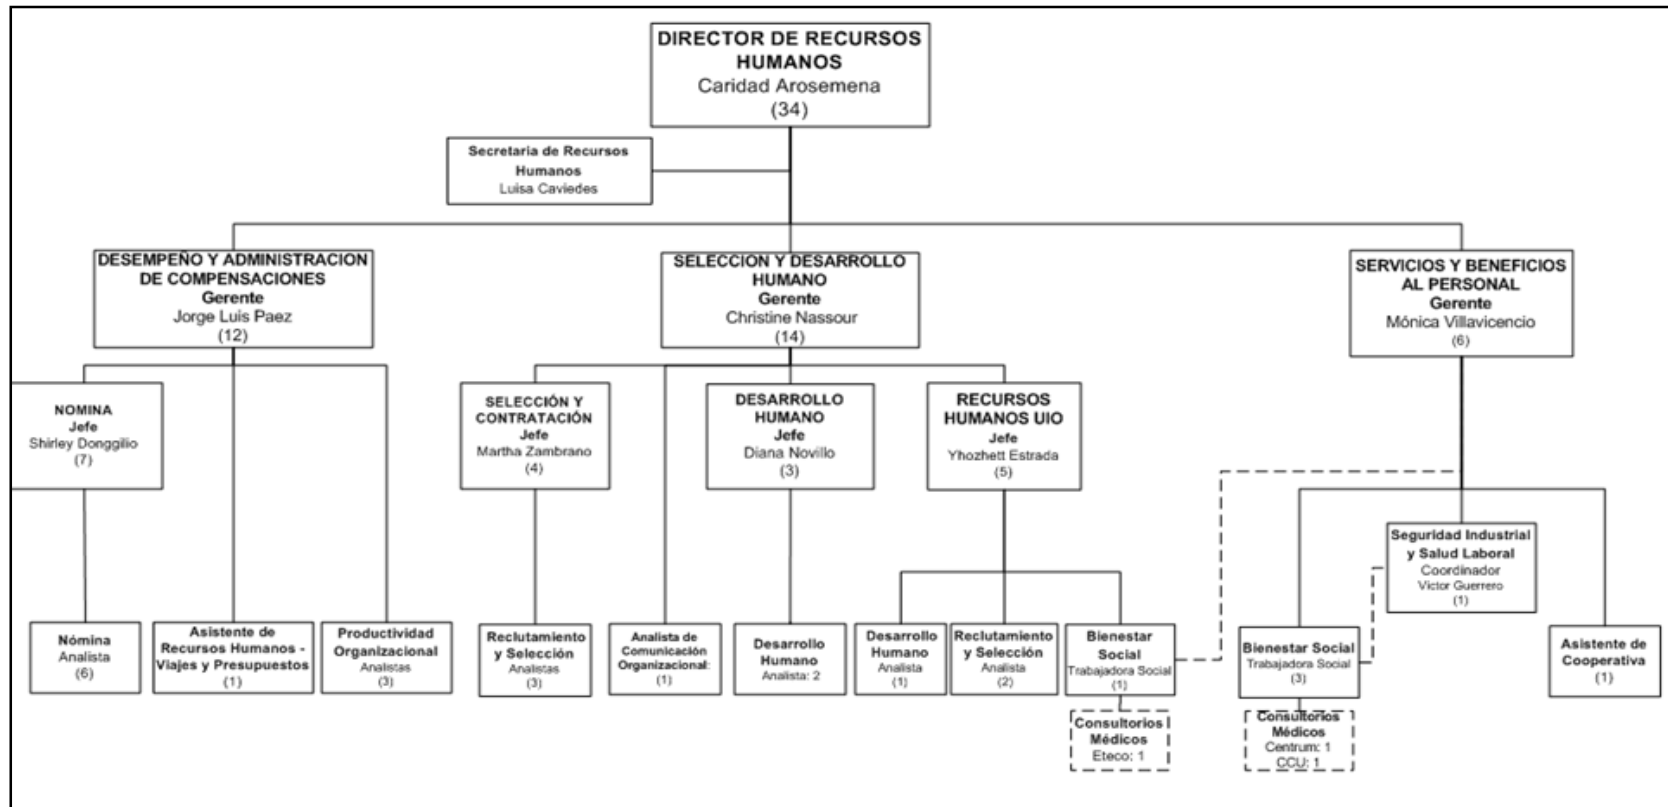 DIRECTOR DE RECURSOS
HUMANOS
Caridad Arosemena
(34)
Secretaria de Recursos
Humanos
Luisa Caviedes
DESEMPEÑO Y ADMINISTRACION
DE COMPENSACIONES
Gerente
Jorge Luis Paez
(12)
SELECCION Y DESARROLLO
HUMANO
Gerente
Christine Nassour
(14)
SERVICIOS Y BENEFICIOS
AL PERSONAL
Gerente
Mónica Villavicencio
(6)
NOMINA
Jefe
Shirley Donggilio
(7)
SELECCIÓN Y
CONTRATACIÓN
Jefe
Martha Zambrano
(4)
DESARROLLO
HUMANO
Jefe
Diana Novillo
(3)
RECURSOS
HUMANOS UIO
Jefe
Yhozhett Estrada
(5)
Seguridad Industrial
y Salud Laboral
Coordinador
Victor Guerrero
(1)
Nómina
Analista
(6)
Asistente de
Recursos Humanos -
Viajes y Presupuestos
(1)
Productividad
Organizacional
Analistas
(3)
Reclutamiento
y Selección
Analistas
(3)
Analista de
Comunicación
Organizacional:
(1)
Desarrollo
Humano
Analista: 2
Desarrollo
Humano
Analista
(1)
Reclutamiento
y Selección
Analista
(2)
Bienestar
Social
Trabajadora Social
(1)
Bienestar Social
Trabajadora Social
(3)
Asistente de
Cooperativa
(1)
Consultorios
Médicos
Eteco: 1
Consultorios
Médicos
Centrum: 1
CCU: 1